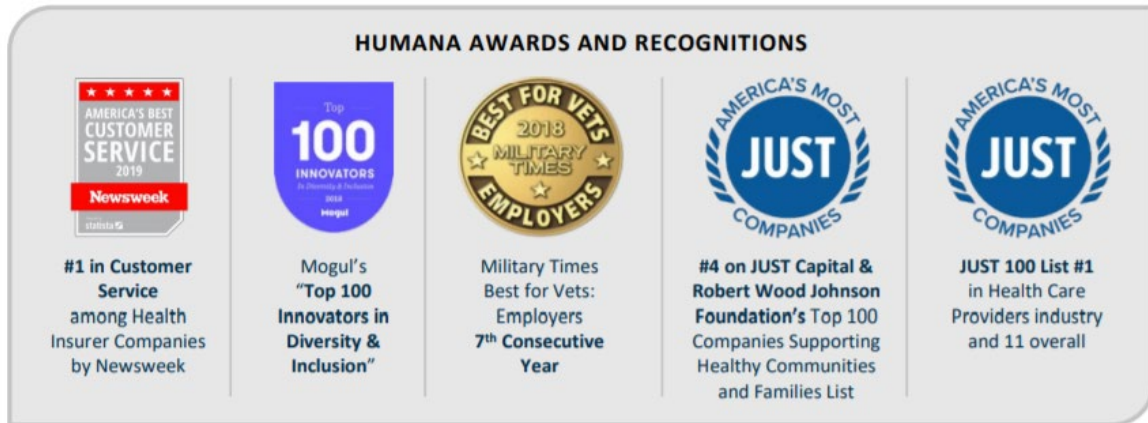 HUMANA AWARDS AND RECOGNITIONS
AMERICA'S BEST
CUSTOMER
SERVICE
2019
Newsweek
statista
#1 in Customer
Service
among Health
Insurer Companies
by Newsweek
Top
100
INNOVATORS
In Diversity & Inclusion
2018
Mogul
Mogul's
"Top 100
Innovators in
Diversity &
Inclusion"
BEST FOR VETS
2018
MILITARY
TIMES
EMPLOYERS
Military Times
Best for Vets:
Employers
7th Consecutive
Year
AMERICA'S MOST
JUST
COMPANIES
#4 on JUST Capital &
Robert Wood Johnson
Foundation's Top 100
Companies Supporting
Healthy Communities
and Families List
AMERICA'S MOST
JUST
COMPANIES
JUST 100 List #1
in Health Care
Providers industry
and 11 overall